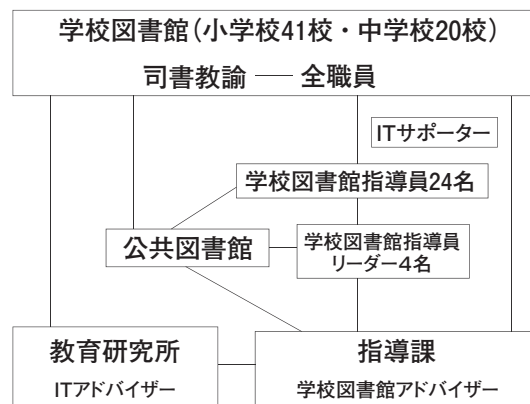 学校図書館（小学校41校・中学校20校）
司書教諭 ── 全職員
ITサポーター
学校図書館指導員24名
公共図書館
学校図書館指導員
リーダー4名
教育研究所
ITアドバイザー
指導課
学校図書館アドバイザー